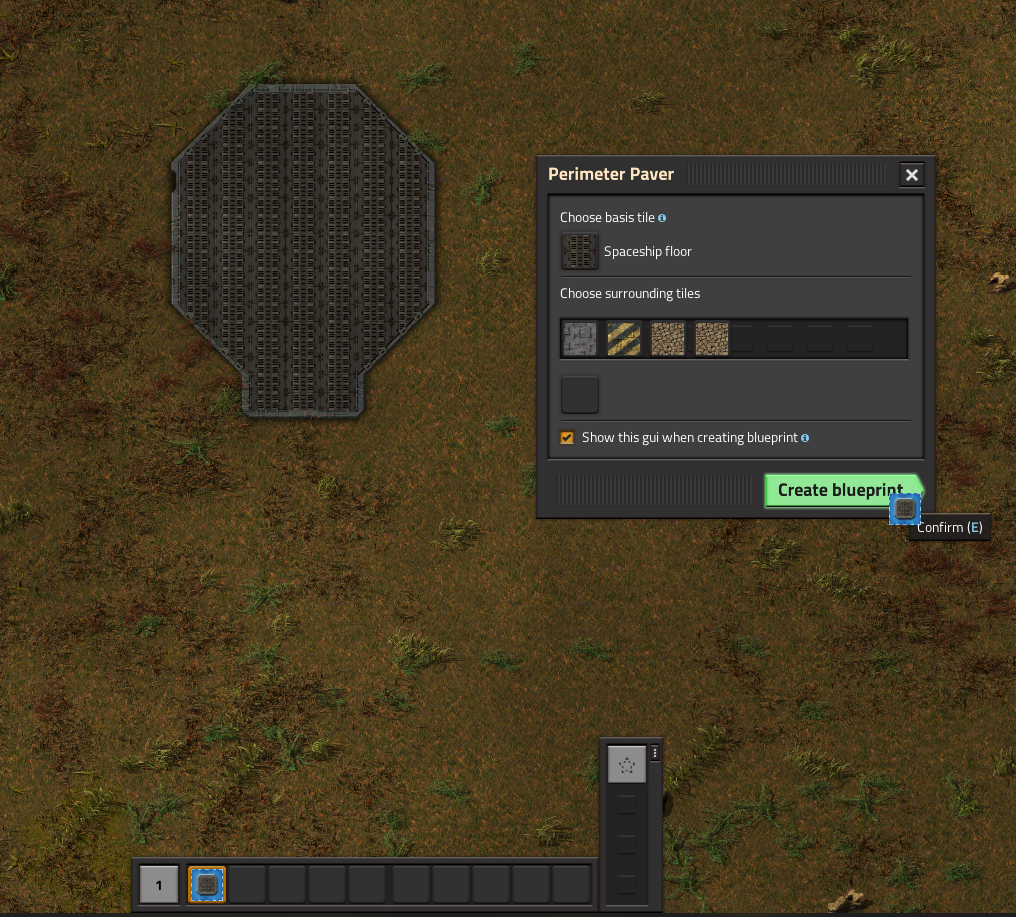 Perimeter Paver
Choose basis tile
Spaceship floor
Choose surrounding tiles
Show this gui when creating blueprint
Create blueprint
Confirm (E)
1